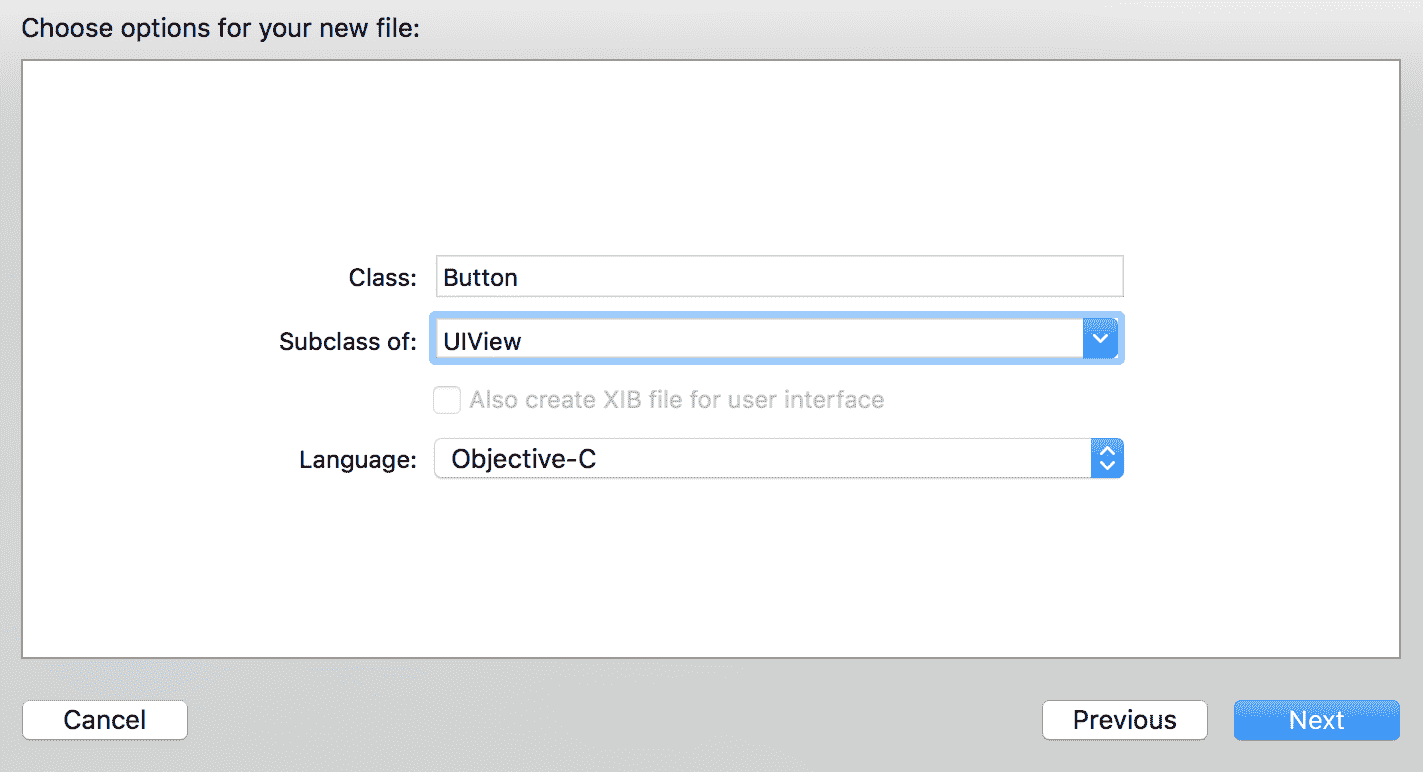 Choose options for your new file:
Class: Button
Subclass of: UIView
Also create XIB file for user interface
Language: Objective-C
Cancel Previous Next